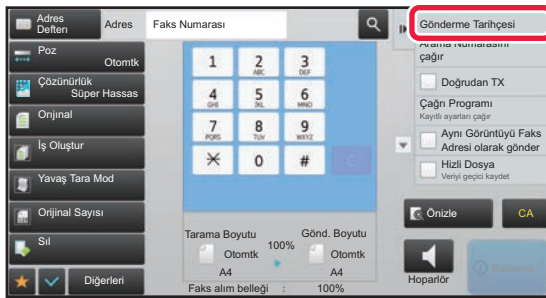 Adres
Defteri
Adres
Faks Numarası
Gönderme Tarihçesi
Poz
Otomtk
Çözünürlük
Süper Hassas
Orijinal
İş Oluştur
Yavaş Tara Mod
Orijinal Sayısı
Sıl
Diğerleri
1
2
ABC
3
DEF
4
GHI
5
JKL
6
MNO
7
PQRS
8
TUV
9
WXYZ
0
#
C
Tarama Boyutu
100%
Gönd. Boyutu
Otomtk
A4
Otomtk
A4
Faks alım belleği : 100%
Arama Numarasını
çağır
Doğrudan TX
Çağrı Programı
Kayıtlı ayarları çağır
Aynı Görüntüyü Faks
Adresi olarak gönder
Hizli Dosya
Veriyi geçici kaydet
Önizle
CA
Hoparlör